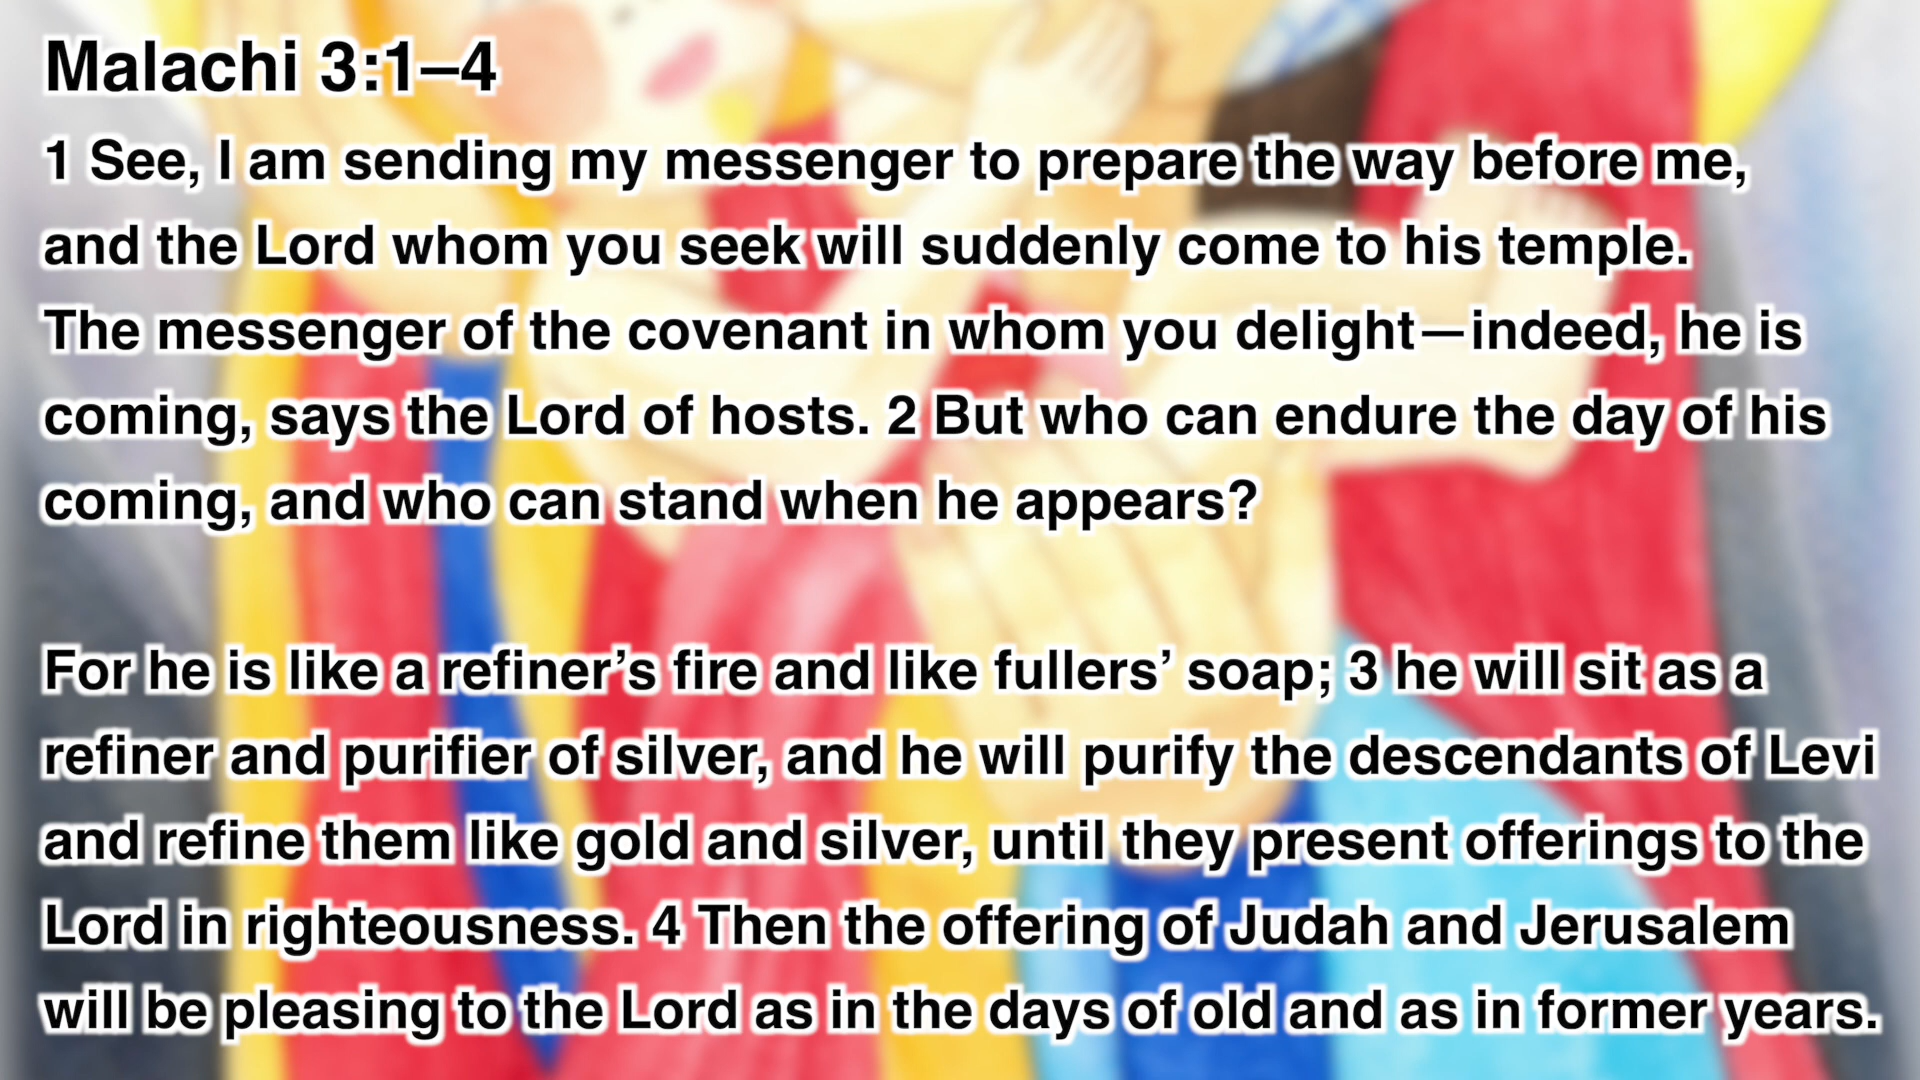 Malachi 3:1–4
1 See, I am sending my messenger to prepare the way before me,
and the Lord whom you seek will suddenly come to his temple.
The messenger of the covenant in whom you delight—indeed, he is
coming, says the Lord of hosts. 2 But who can endure the day of his
coming, and who can stand when he appears?
For he is like a refiner’s fire and like fullers’ soap; 3 he will sit as a
refiner and purifier of silver, and he will purify the descendants of Levi
and refine them like gold and silver, until they present offerings to the
Lord in righteousness. 4 Then the offering of Judah and Jerusalem
will be pleasing to the Lord as in the days of old and as in former years.